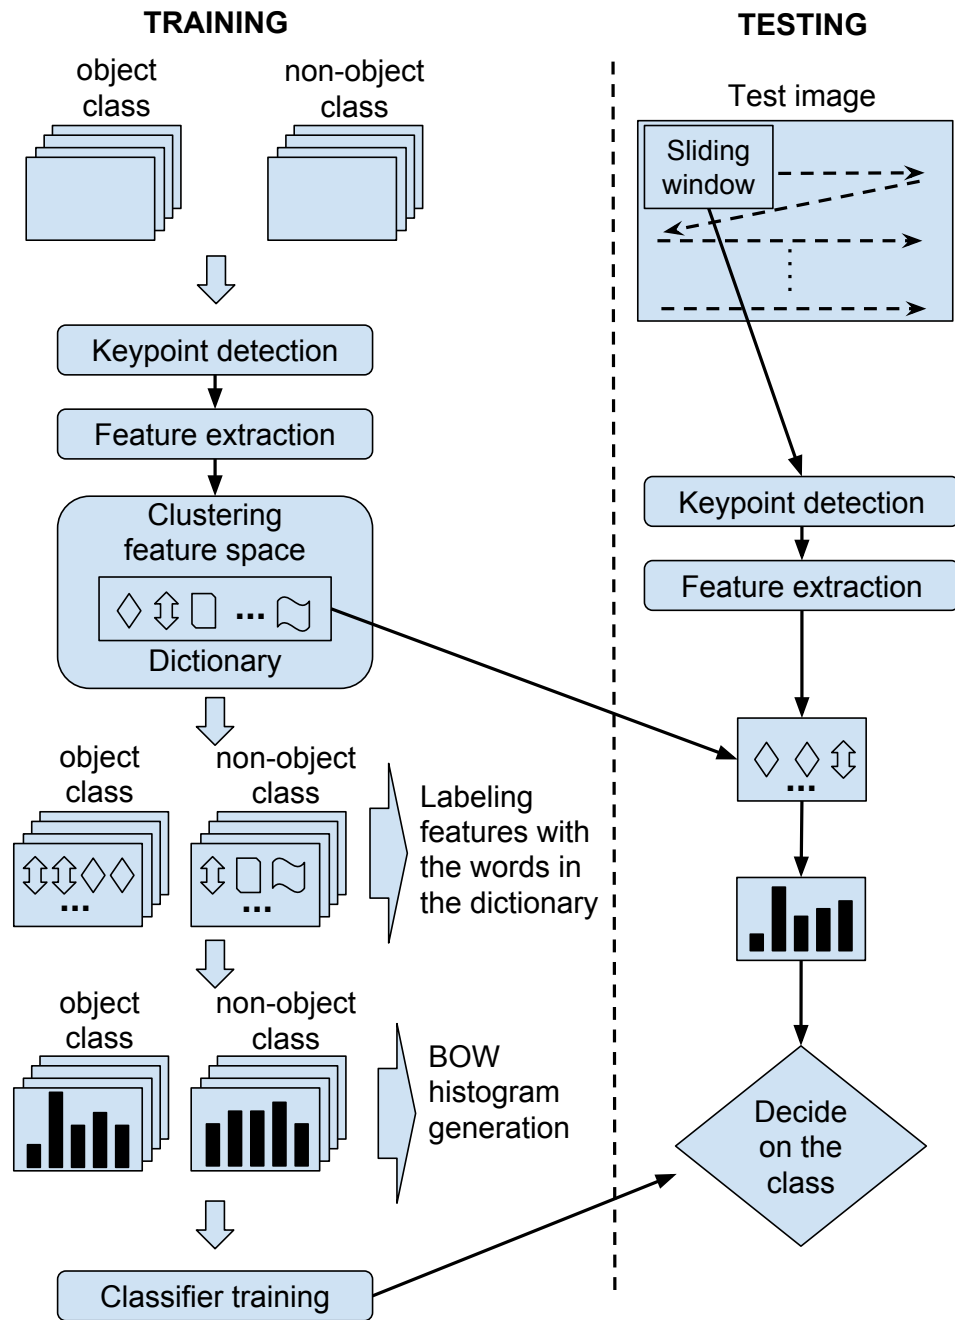 TRAINING
object
class
non-object
class
Keypoint detection
Feature extraction
Clustering
feature space
...
Dictionary
object
class
non-object
class
...
...
Labeling
features with
the words in
the dictionary
object
class
non-object
class
BOW
histogram
generation
Classifier training
TESTING
Test image
Sliding
window
Keypoint detection
Feature extraction
...
Decide
on the
class